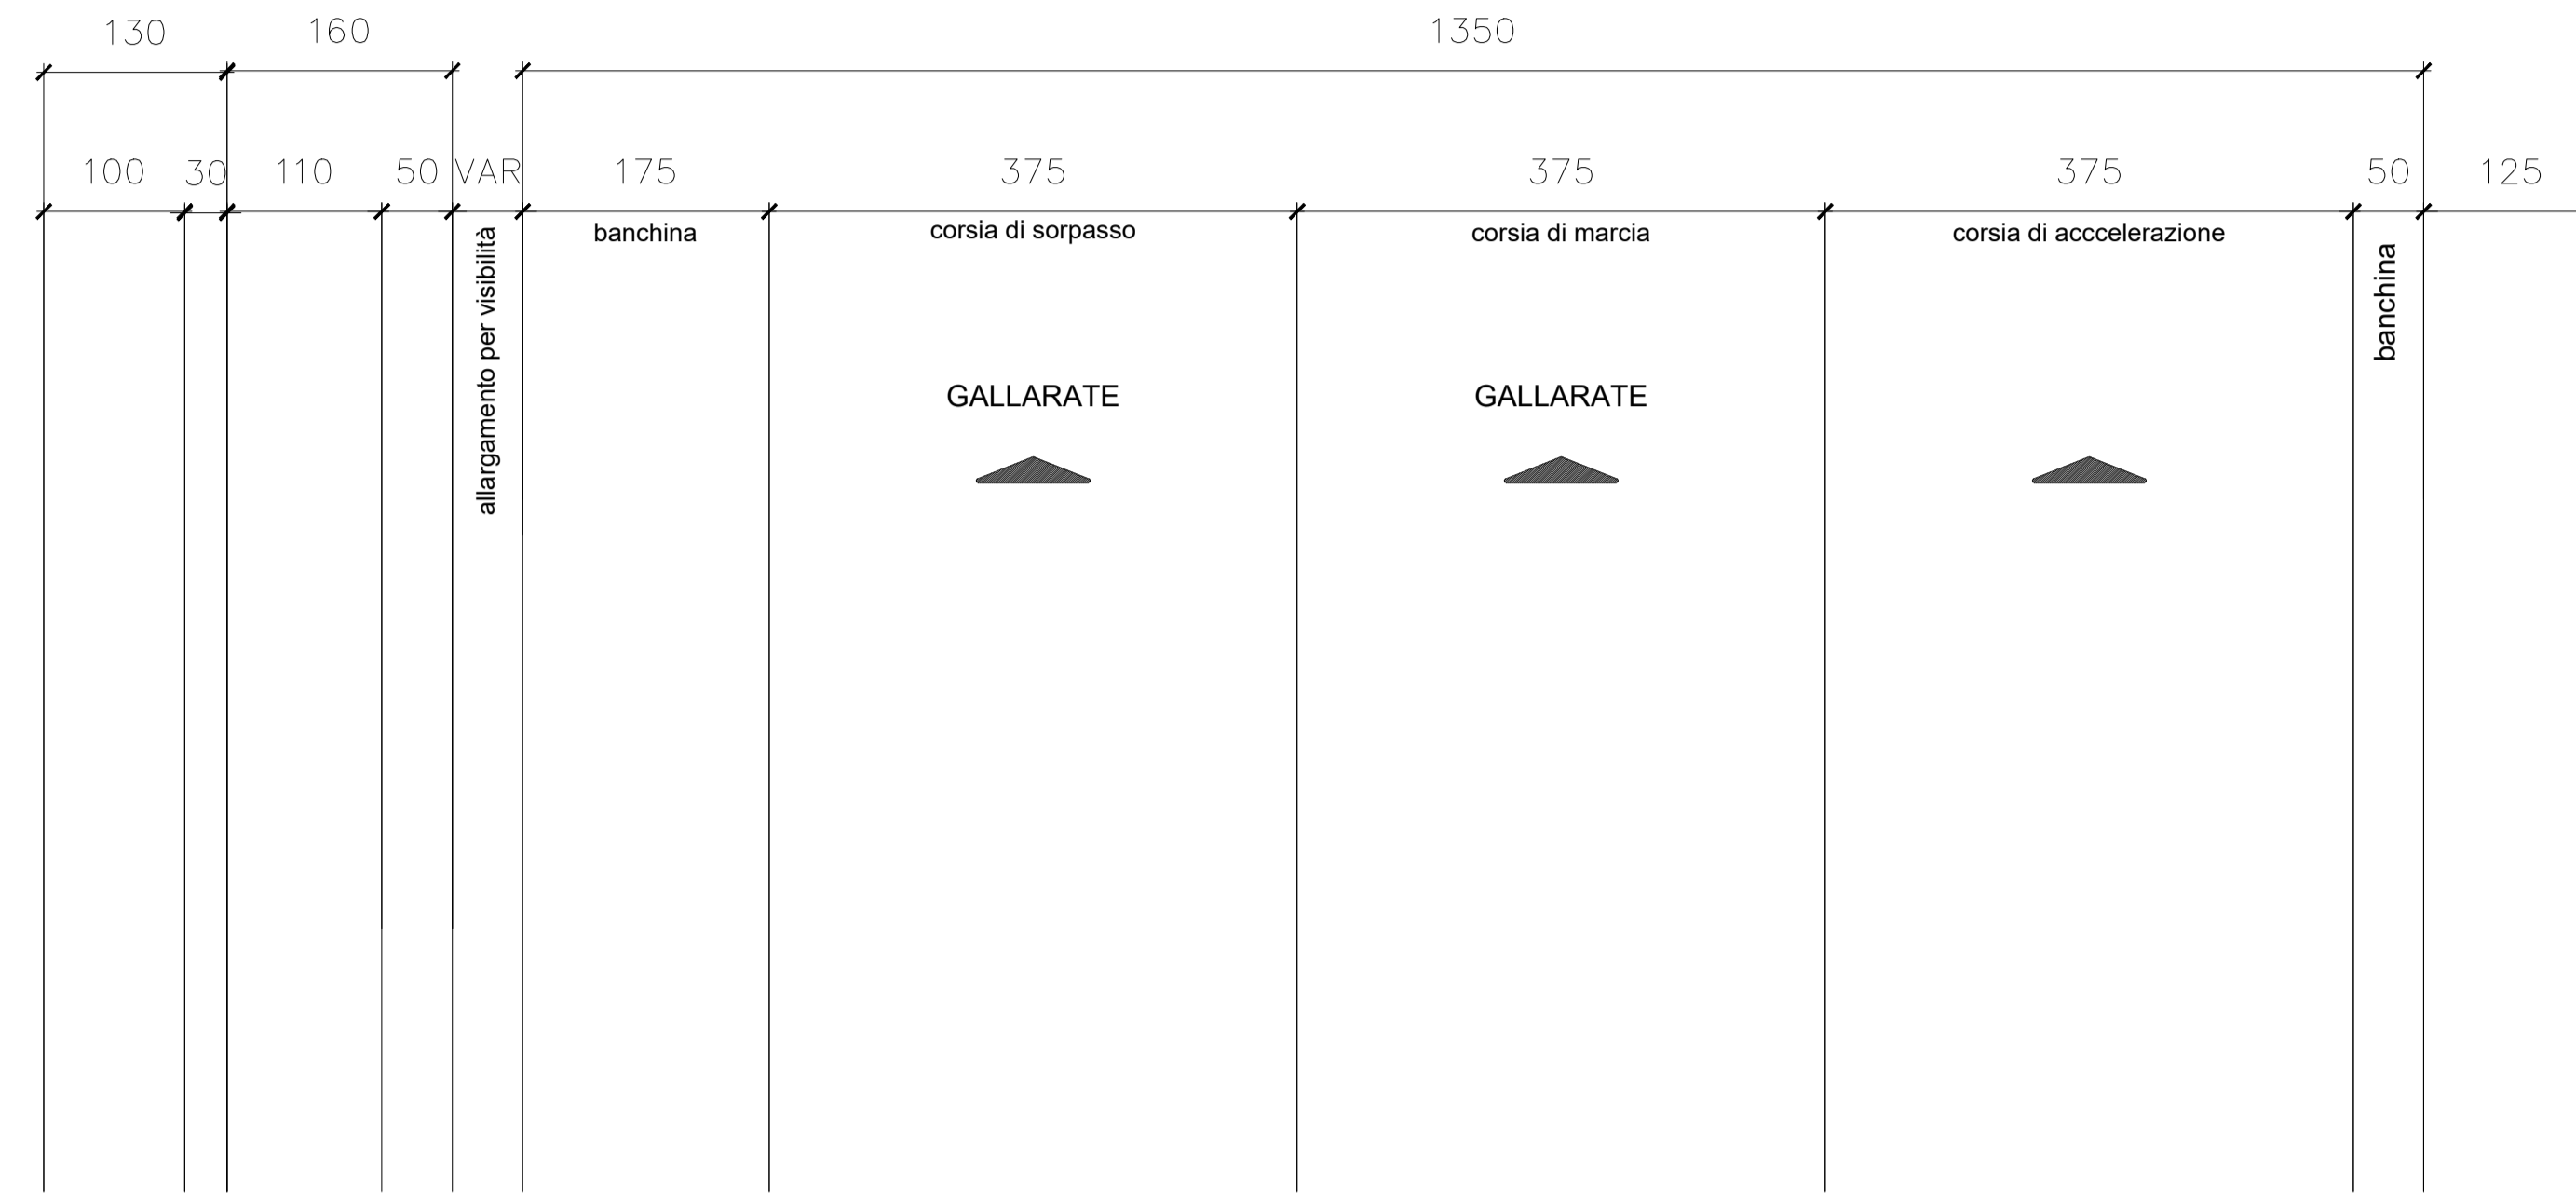 130 160 1350
100 30 110 50 VAR 175 375 375 375 50 125
allargamento per visibilità
banchina
corsia di sorpasso
corsia di marcia
corsia di acccelerazione
banchina
GALLARATE
GALLARATE